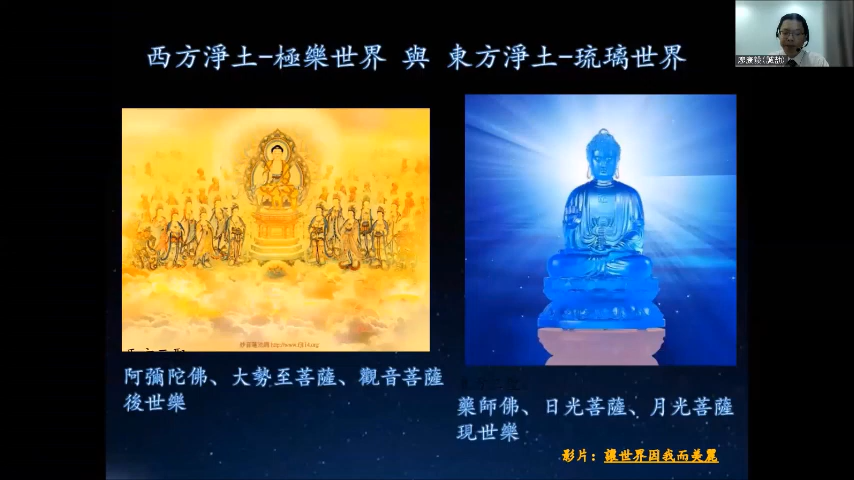 西方淨土-極樂世界 與 東方淨土-琉璃世界
阿彌陀佛、大勢至菩薩、觀音菩薩
後世樂
藥師佛、日光菩薩、月光菩薩
現世樂
影片：讓世界因我而美麗